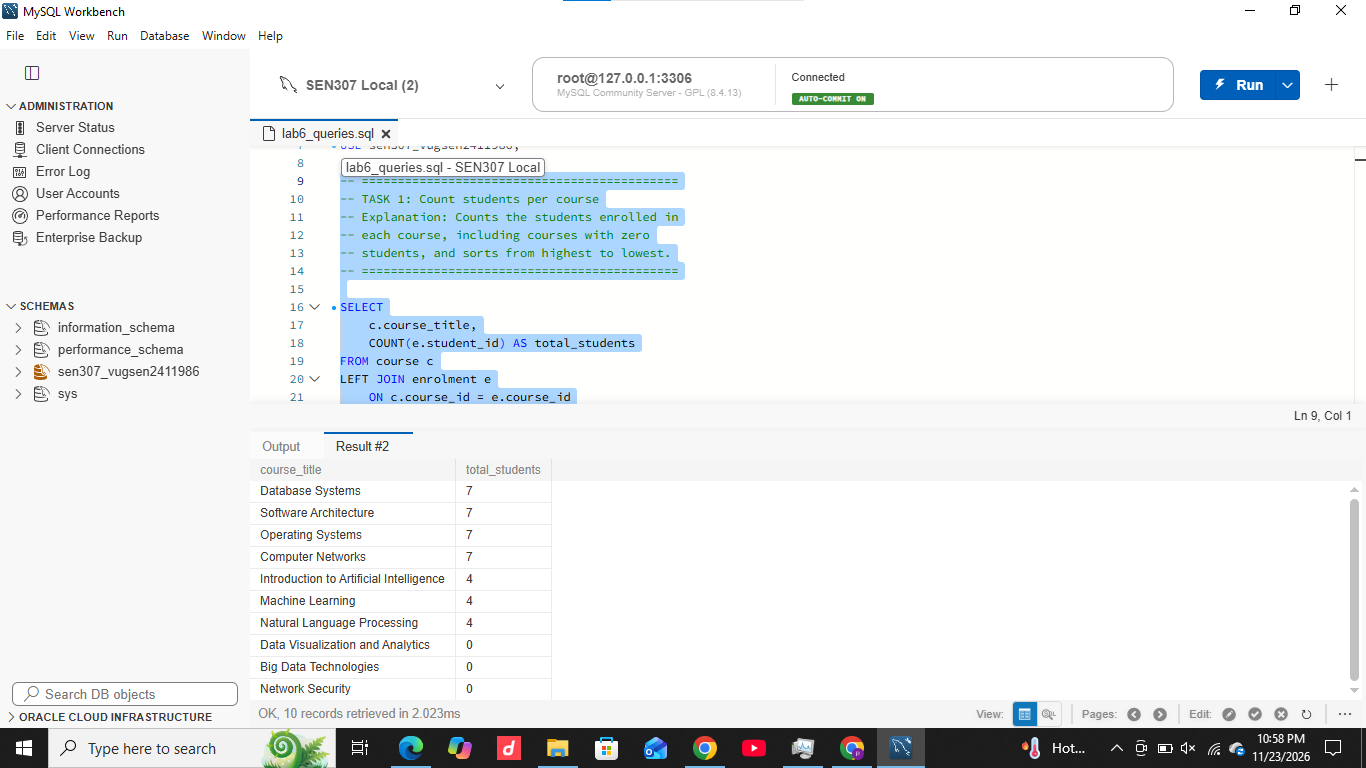 MySQL Workbench
File Edit View Run Database Window Help
SEN307 Local (2)
root@127.0.0.1:3306
MySQL Community Server - GPL (8.4.13)
Connected
AUTO-COMMIT ON
Run
ADMINISTRATION
Server Status
Client Connections
Error Log
User Accounts
Performance Reports
Enterprise Backup
SCHEMAS
information_schema
performance_schema
sen307_vugsen2411986
sys
Search DB objects
ORACLE CLOUD INFRASTRUCTURE
lab6_queries.sql
7 USE sen307_vugsen2411986;
8
lab6_queries.sql - SEN307 Local
9 -- ============================================
10 -- TASK 1: Count students per course
11 -- Explanation: Counts the students enrolled in
12 -- each course, including courses with zero
13 -- students, and sorts from highest to lowest.
14 -- ============================================
15
16 SELECT
17 c.course_title,
18 COUNT(e.student_id) AS total_students
19 FROM course c
20 LEFT JOIN enrolment e
21 ON c.course_id = e.course_id
Ln 9, Col 1
Output Result #2
course_title total_students
Database Systems 7
Software Architecture 7
Operating Systems 7
Computer Networks 7
Introduction to Artificial Intelligence 4
Machine Learning 4
Natural Language Processing 4
Data Visualization and Analytics 0
Big Data Technologies 0
Network Security 0
OK, 10 records retrieved in 2.023ms
View: Pages: Edit:
Type here to search
Hot...
10:58 PM
11/23/2026